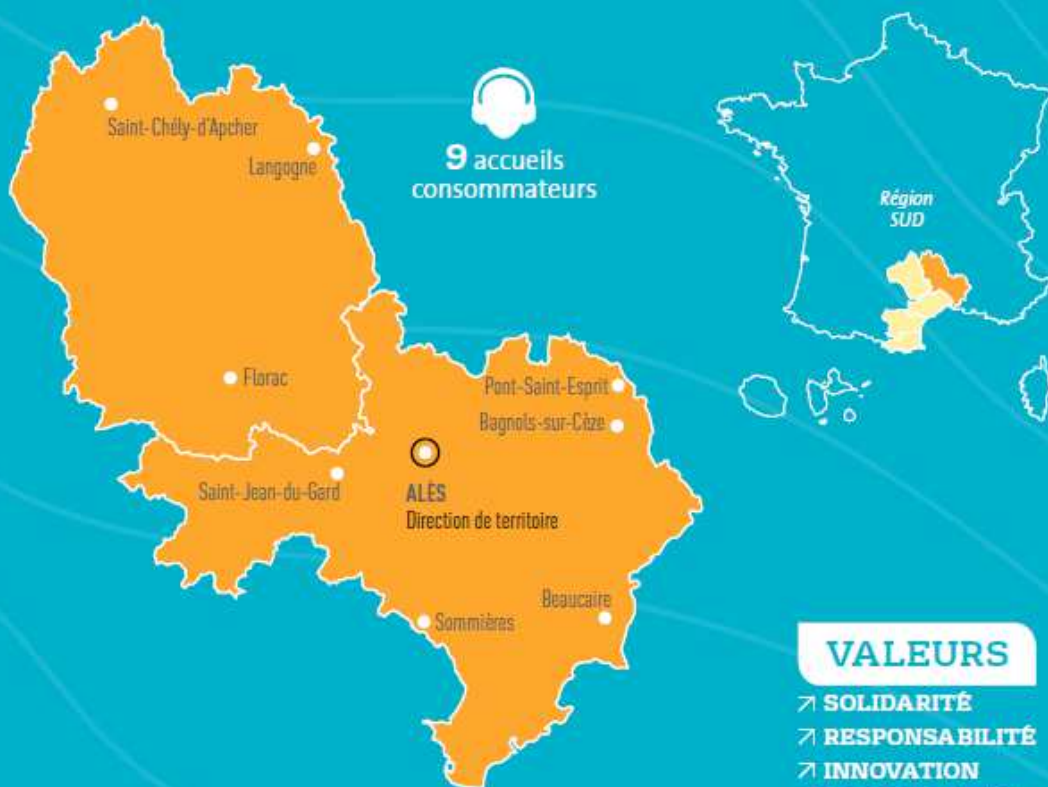 Saint-Chély-d'Apcher
Langogne
9 accueils
consommateurs
Région
SUD
Florac
Pont-Saint-Esprit
Bagnols-sur-Cèze
Saint-Jean-du-Gard
ALÈS
Direction de territoire
Beaucaire
Sommières
VALEURS
SOLIDARITÉ
RESPONSABILITÉ
INNOVATION